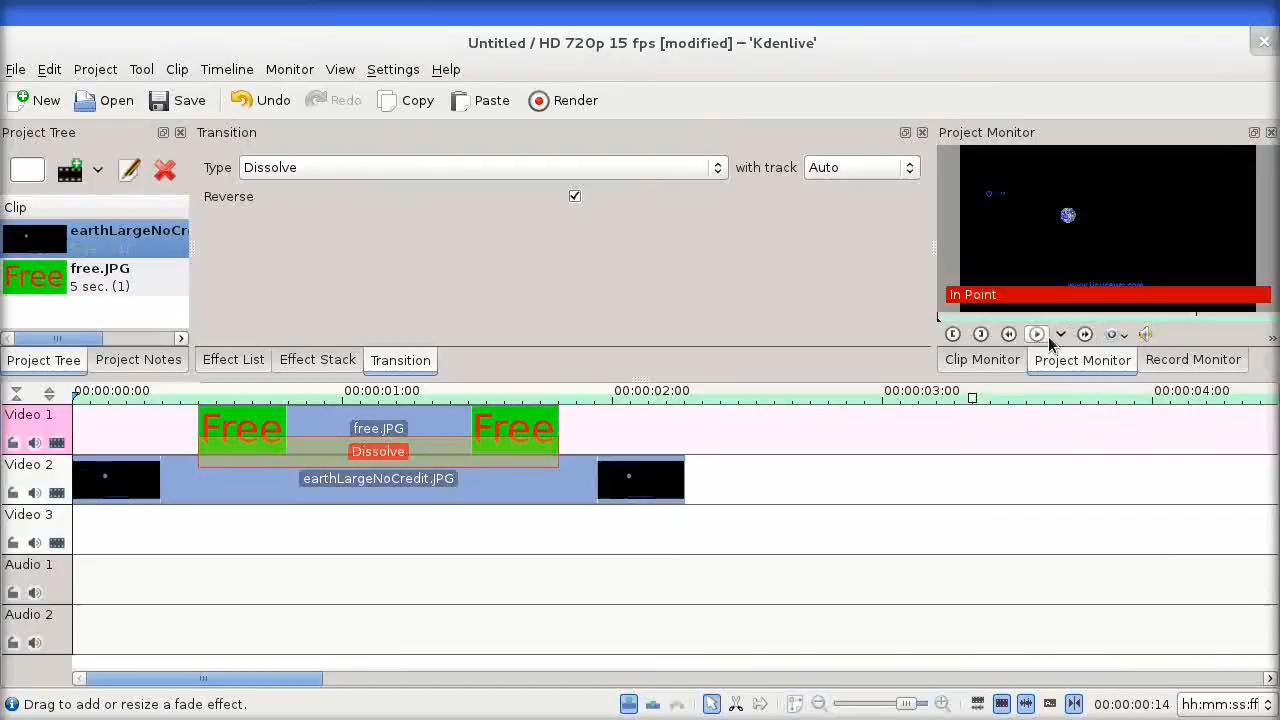 Untitled / HD 720p 15 fps [modified] – 'Kdenlive'
File Edit Project Tool Clip Timeline Monitor View Settings Help
New Open Save Undo Redo Copy Paste Render
Project Tree Transition Project Monitor
Type Dissolve with track Auto
Reverse
Clip
earthLargeNoCr
Free free.JPG
5 sec. (1)
In Point
Project Tree Project Notes Effect List Effect Stack Transition Clip Monitor Project Monitor Record Monitor
00:00:00:00 00:00:01:00 00:00:02:00 00:00:03:00 00:00:04:00
Video 1
Free free.JPG Free
Dissolve
Video 2
earthLargeNoCredit.JPG
Video 3
Audio 1
Audio 2
Drag to add or resize a fade effect. 00:00:00:14 hh:mm:ss:ff